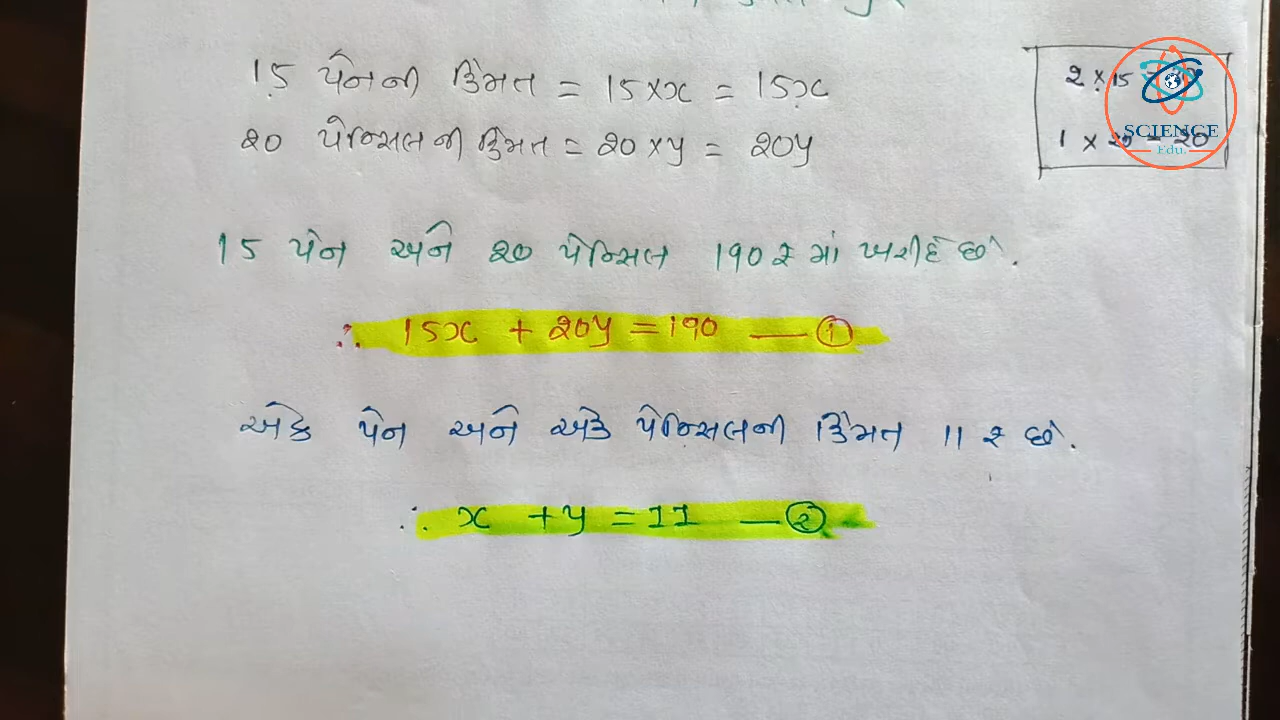 15 પેનની કિંમત = 15 x x = 15x
20 પેન્સિલની કિંમત = 20 x y = 20y
2 x 15
1 x 20 = 20
SCIENCE
Edu.
15 પેન અને 20 પેન્સિલ 190 રૂ માં ખરીદે છે.
∴ 15x + 20y = 190 — ①
એક પેન અને એક પેન્સિલની કિંમત 11 રૂ છે.
∴ x + y = 11 — ②